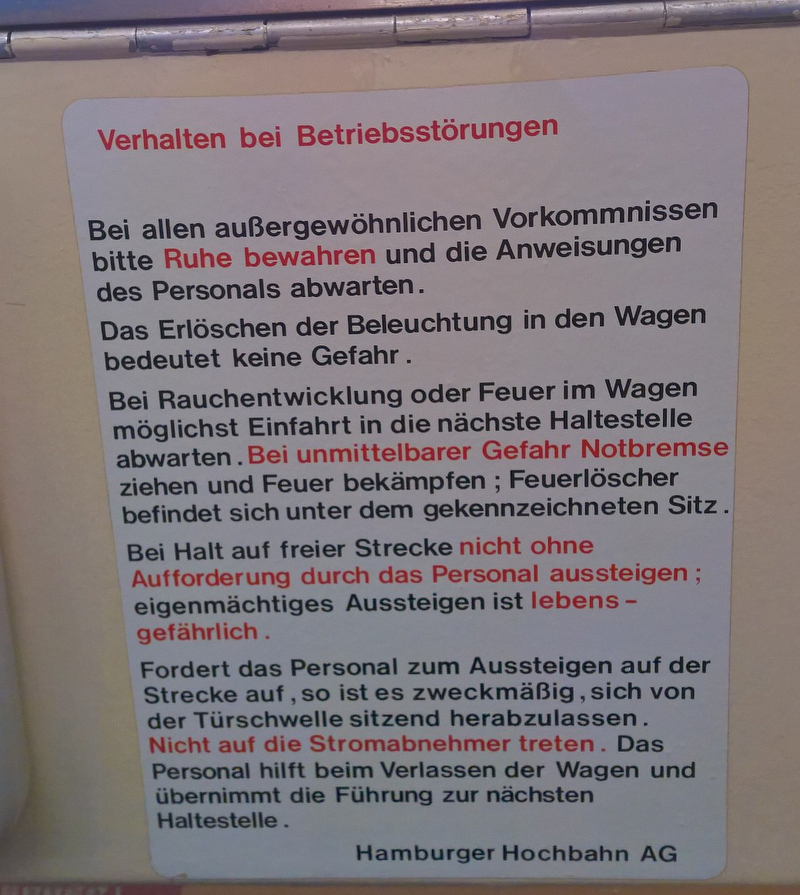 Verhalten bei Betriebsstörungen
Bei allen außergewöhnlichen Vorkommnissen
bitte Ruhe bewahren und die Anweisungen
des Personals abwarten.
Das Erlöschen der Beleuchtung in den Wagen
bedeutet keine Gefahr.
Bei Rauchentwicklung oder Feuer im Wagen
möglichst Einfahrt in die nächste Haltestelle
abwarten. Bei unmittelbarer Gefahr Notbremse
ziehen und Feuer bekämpfen; Feuerlöscher
befindet sich unter dem gekennzeichneten Sitz.
Bei Halt auf freier Strecke nicht ohne
Aufforderung durch das Personal aussteigen;
eigenmächtiges Aussteigen ist lebens-
gefährlich.
Fordert das Personal zum Aussteigen auf der
Strecke auf, so ist es zweckmäßig, sich von
der Türschwelle sitzend herabzulassen.
Nicht auf die Stromabnehmer treten. Das
Personal hilft beim Verlassen der Wagen und
übernimmt die Führung zur nächsten
Haltestelle.
Hamburger Hochbahn AG